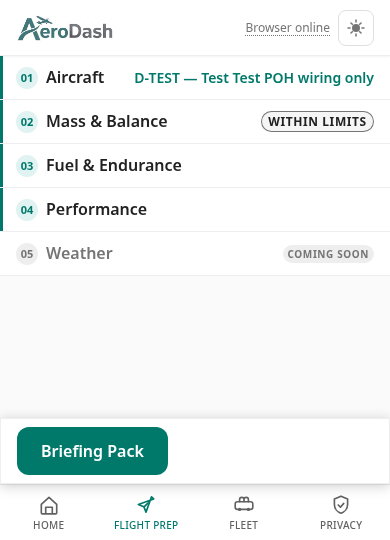 AeroDash
Browser online
01 Aircraft D-TEST — Test Test POH wiring only
02 Mass & Balance WITHIN LIMITS
03 Fuel & Endurance
04 Performance
05 Weather COMING SOON
Briefing Pack
HOME FLIGHT PREP FLEET PRIVACY